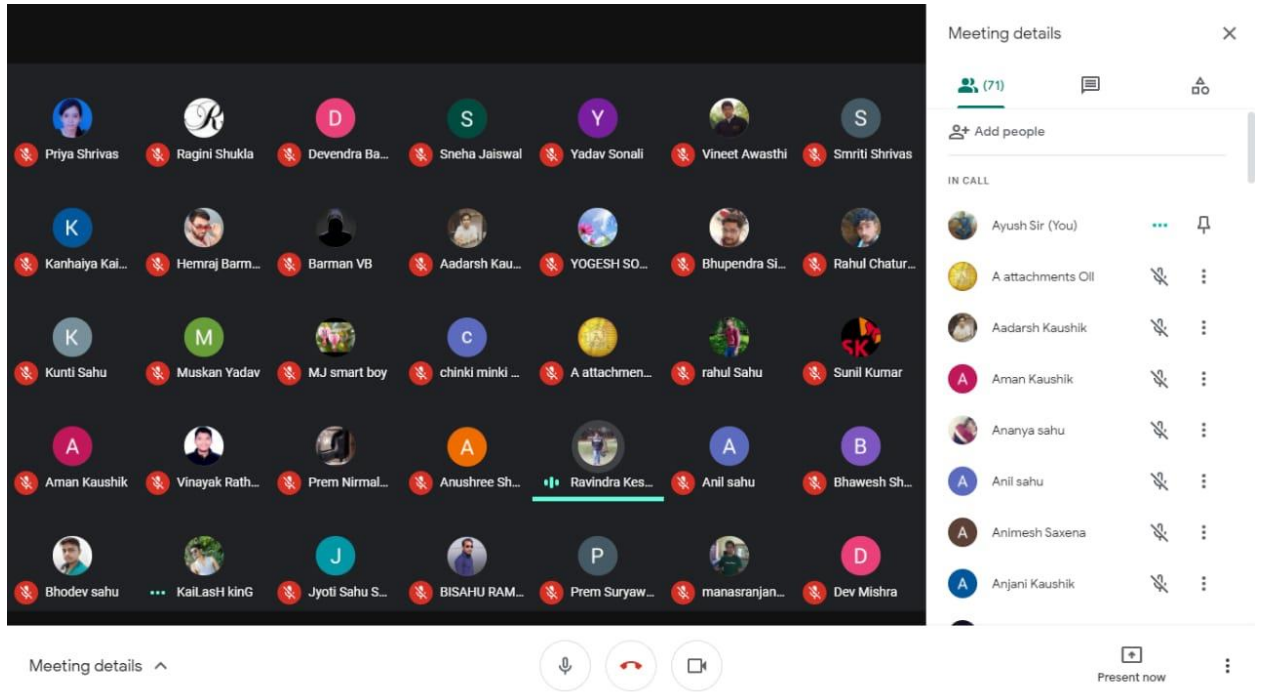 Meeting details
(71)
Add people
IN CALL
Ayush Sir (You)
A attachments Oll
Aadarsh Kaushik
A Aman Kaushik
Ananya sahu
A Anil sahu
A Animesh Saxena
A Anjani Kaushik
R D S Y S
Priya Shrivas Ragini Shukla Devendra Ba... Sneha Jaiswal Yadav Sonali Vineet Awasthi Smriti Shrivas
K
Kanhaiya Kai... Hemraj Barm... Barman VB Aadarsh Kau... YOGESH SO... Bhupendra Si... Rahul Chatur...
K M c SK
Kunti Sahu Muskan Yadav MJ smart boy chinki minki ... A attachmen... rahul Sahu Sunil Kumar
A A A B
Aman Kaushik Vinayak Rath... Prem Nirmal... Anushree Sh... Ravindra Kes... Anil sahu Bhawesh Sh...
J P D
Bhodev sahu KaiLasH kinG Jyoti Sahu S... BISAHU RAM... Prem Suryaw... manasranjan... Dev Mishra
Meeting details
Present now